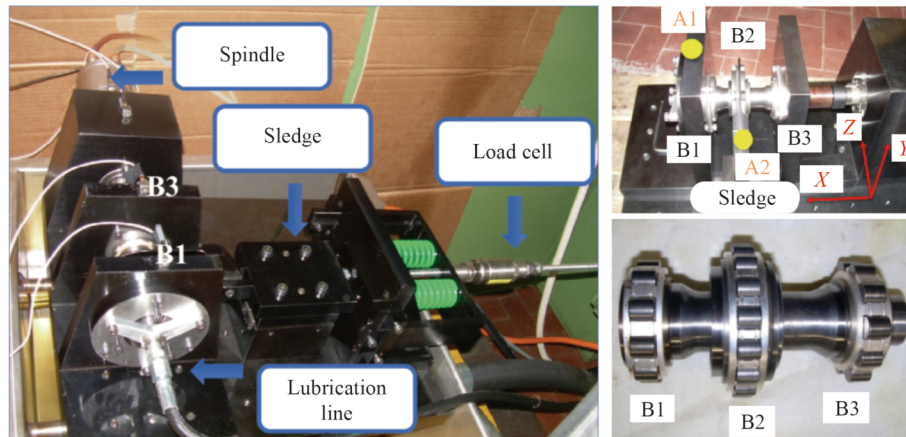 Spindle
Sledge
Load cell
B3
B1
Lubrication
line
A1
B2
B1
B3
Z
Y
X
A2
Sledge
B1
B2
B3